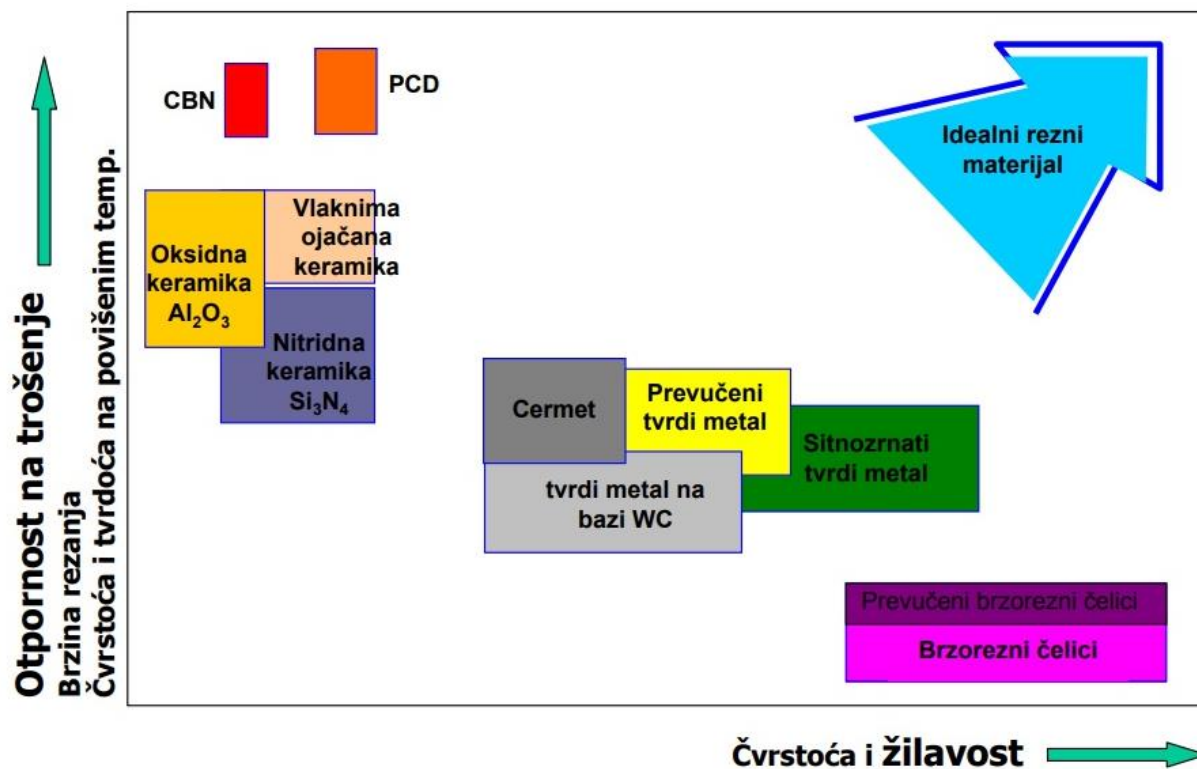 Otpornost na trošenje
Brzina rezanja
Čvrstoća i tvrdoća na povišenim temp.
CBN
PCD
Idealni rezni
materijal
Oksidna
keramika
Al₂O₃
Vlaknima
ojačana
keramika
Nitridna
keramika
Si₃N₄
Cermet
Prevučeni
tvrdi metal
Sitnozrnati
tvrdi metal
tvrdi metal na
bazi WC
Prevučeni brzorezni čelici
Brzorezni čelici
Čvrstoća i žilavost